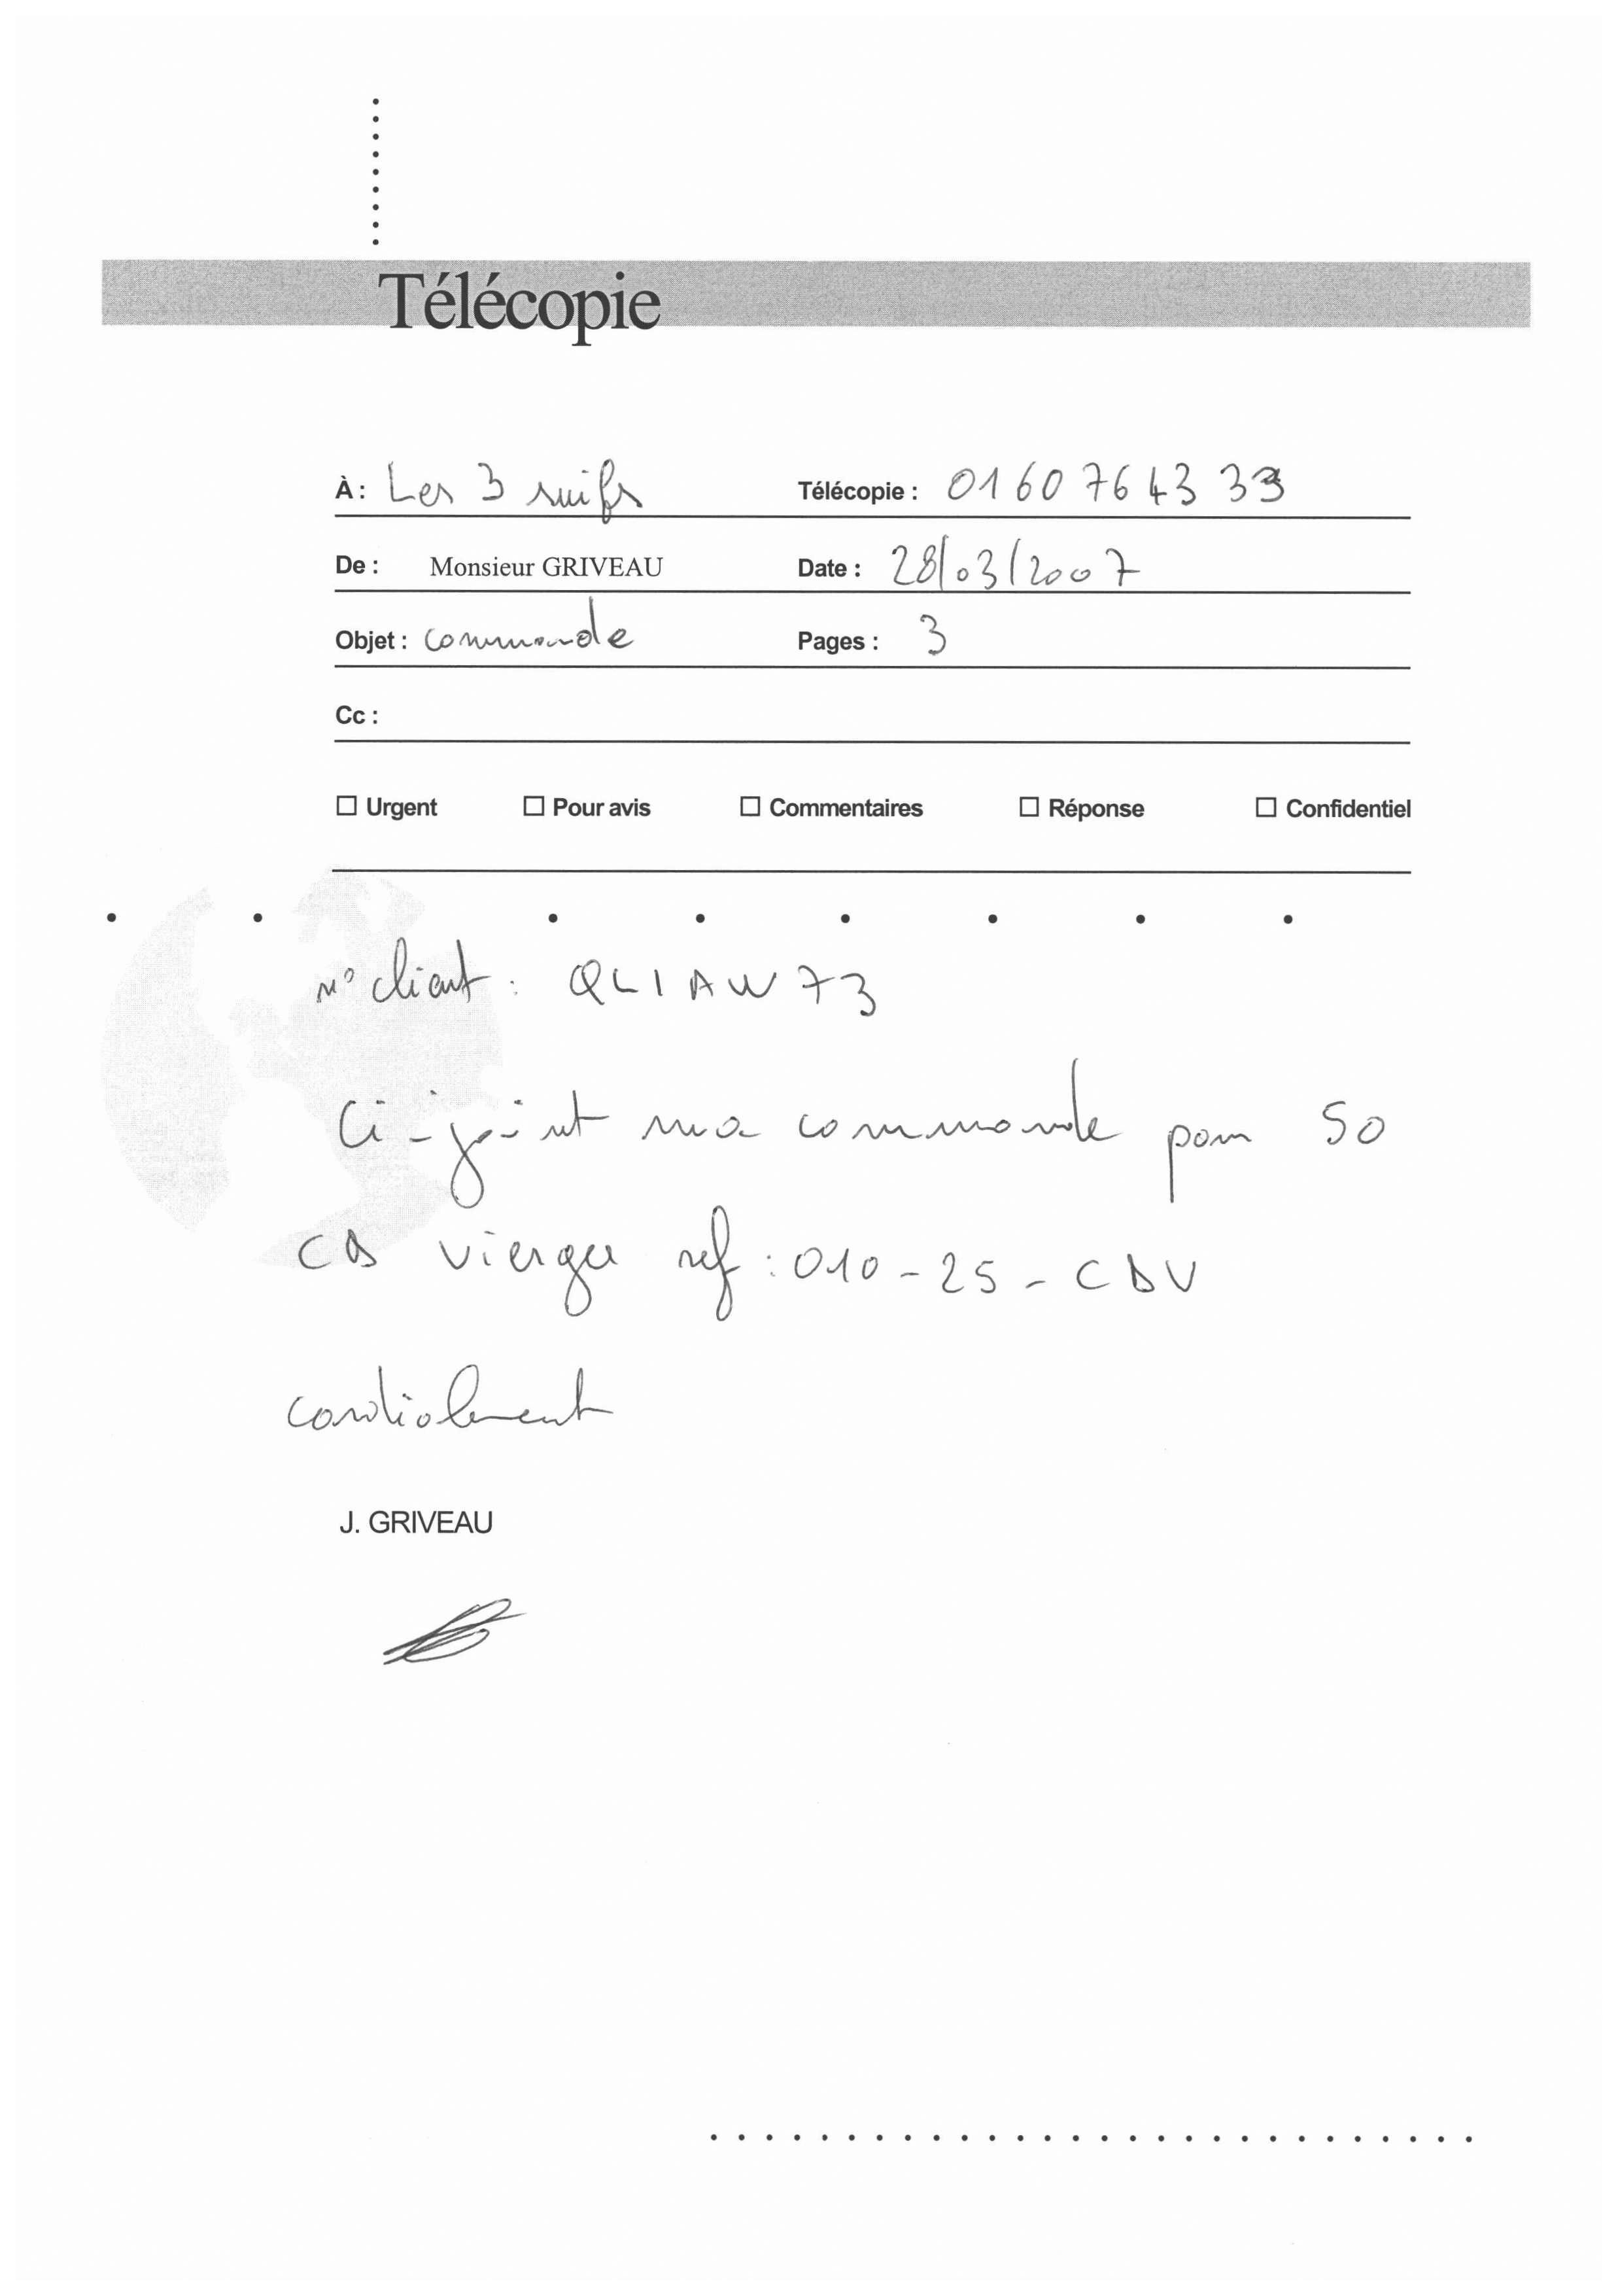 Télécopie
À : Les 3 suifs Télécopie : 01 60 76 43 33
De : Monsieur GRIVEAU Date : 28/03/2007
Objet : commande Pages : 3
Cc :
☐ Urgent ☐ Pour avis ☐ Commentaires ☐ Réponse ☐ Confidentiel
n° client : QLIAW73
Ci-joint ma commande pour 50
CD vierges ref : 010-25-CDV
cordialement
J. GRIVEAU